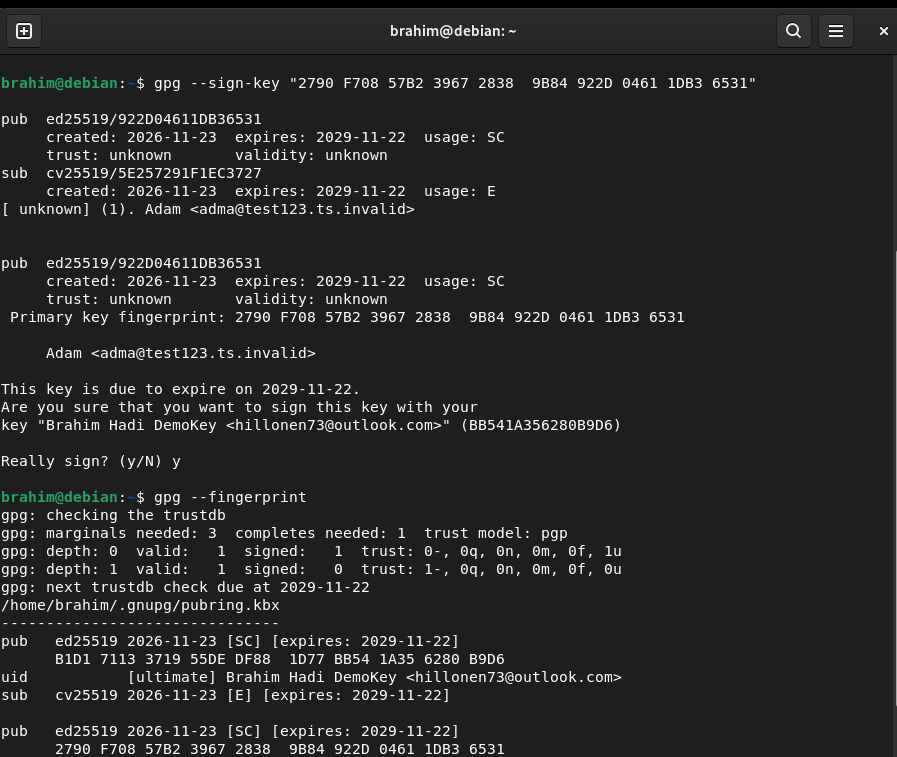 brahim@debian: ~
brahim@debian:~$ gpg --sign-key "2790 F708 57B2 3967 2838  9B84 922D 0461 1DB3 6531"
pub  ed25519/922D04611DB36531
     created: 2026-11-23  expires: 2029-11-22  usage: SC
     trust: unknown       validity: unknown
sub  cv25519/5E257291F1EC3727
     created: 2026-11-23  expires: 2029-11-22  usage: E
[ unknown] (1). Adam <adma@test123.ts.invalid>
pub  ed25519/922D04611DB36531
     created: 2026-11-23  expires: 2029-11-22  usage: SC
     trust: unknown       validity: unknown
 Primary key fingerprint: 2790 F708 57B2 3967 2838  9B84 922D 0461 1DB3 6531
     Adam <adma@test123.ts.invalid>
This key is due to expire on 2029-11-22.
Are you sure that you want to sign this key with your
key "Brahim Hadi DemoKey <hillonen73@outlook.com>" (BB541A356280B9D6)
Really sign? (y/N) y
brahim@debian:~$ gpg --fingerprint
gpg: checking the trustdb
gpg: marginals needed: 3  completes needed: 1  trust model: pgp
gpg: depth: 0  valid:   1  signed:   1  trust: 0-, 0q, 0n, 0m, 0f, 1u
gpg: depth: 1  valid:   1  signed:   0  trust: 1-, 0q, 0n, 0m, 0f, 0u
gpg: next trustdb check due at 2029-11-22
/home/brahim/.gnupg/pubring.kbx
-------------------------------
pub   ed25519 2026-11-23 [SC] [expires: 2029-11-22]
      B1D1 7113 3719 55DE DF88  1D77 BB54 1A35 6280 B9D6
uid           [ultimate] Brahim Hadi DemoKey <hillonen73@outlook.com>
sub   cv25519 2026-11-23 [E] [expires: 2029-11-22]
pub   ed25519 2026-11-23 [SC] [expires: 2029-11-22]
      2790 F708 57B2 3967 2838  9B84 922D 0461 1DB3 6531